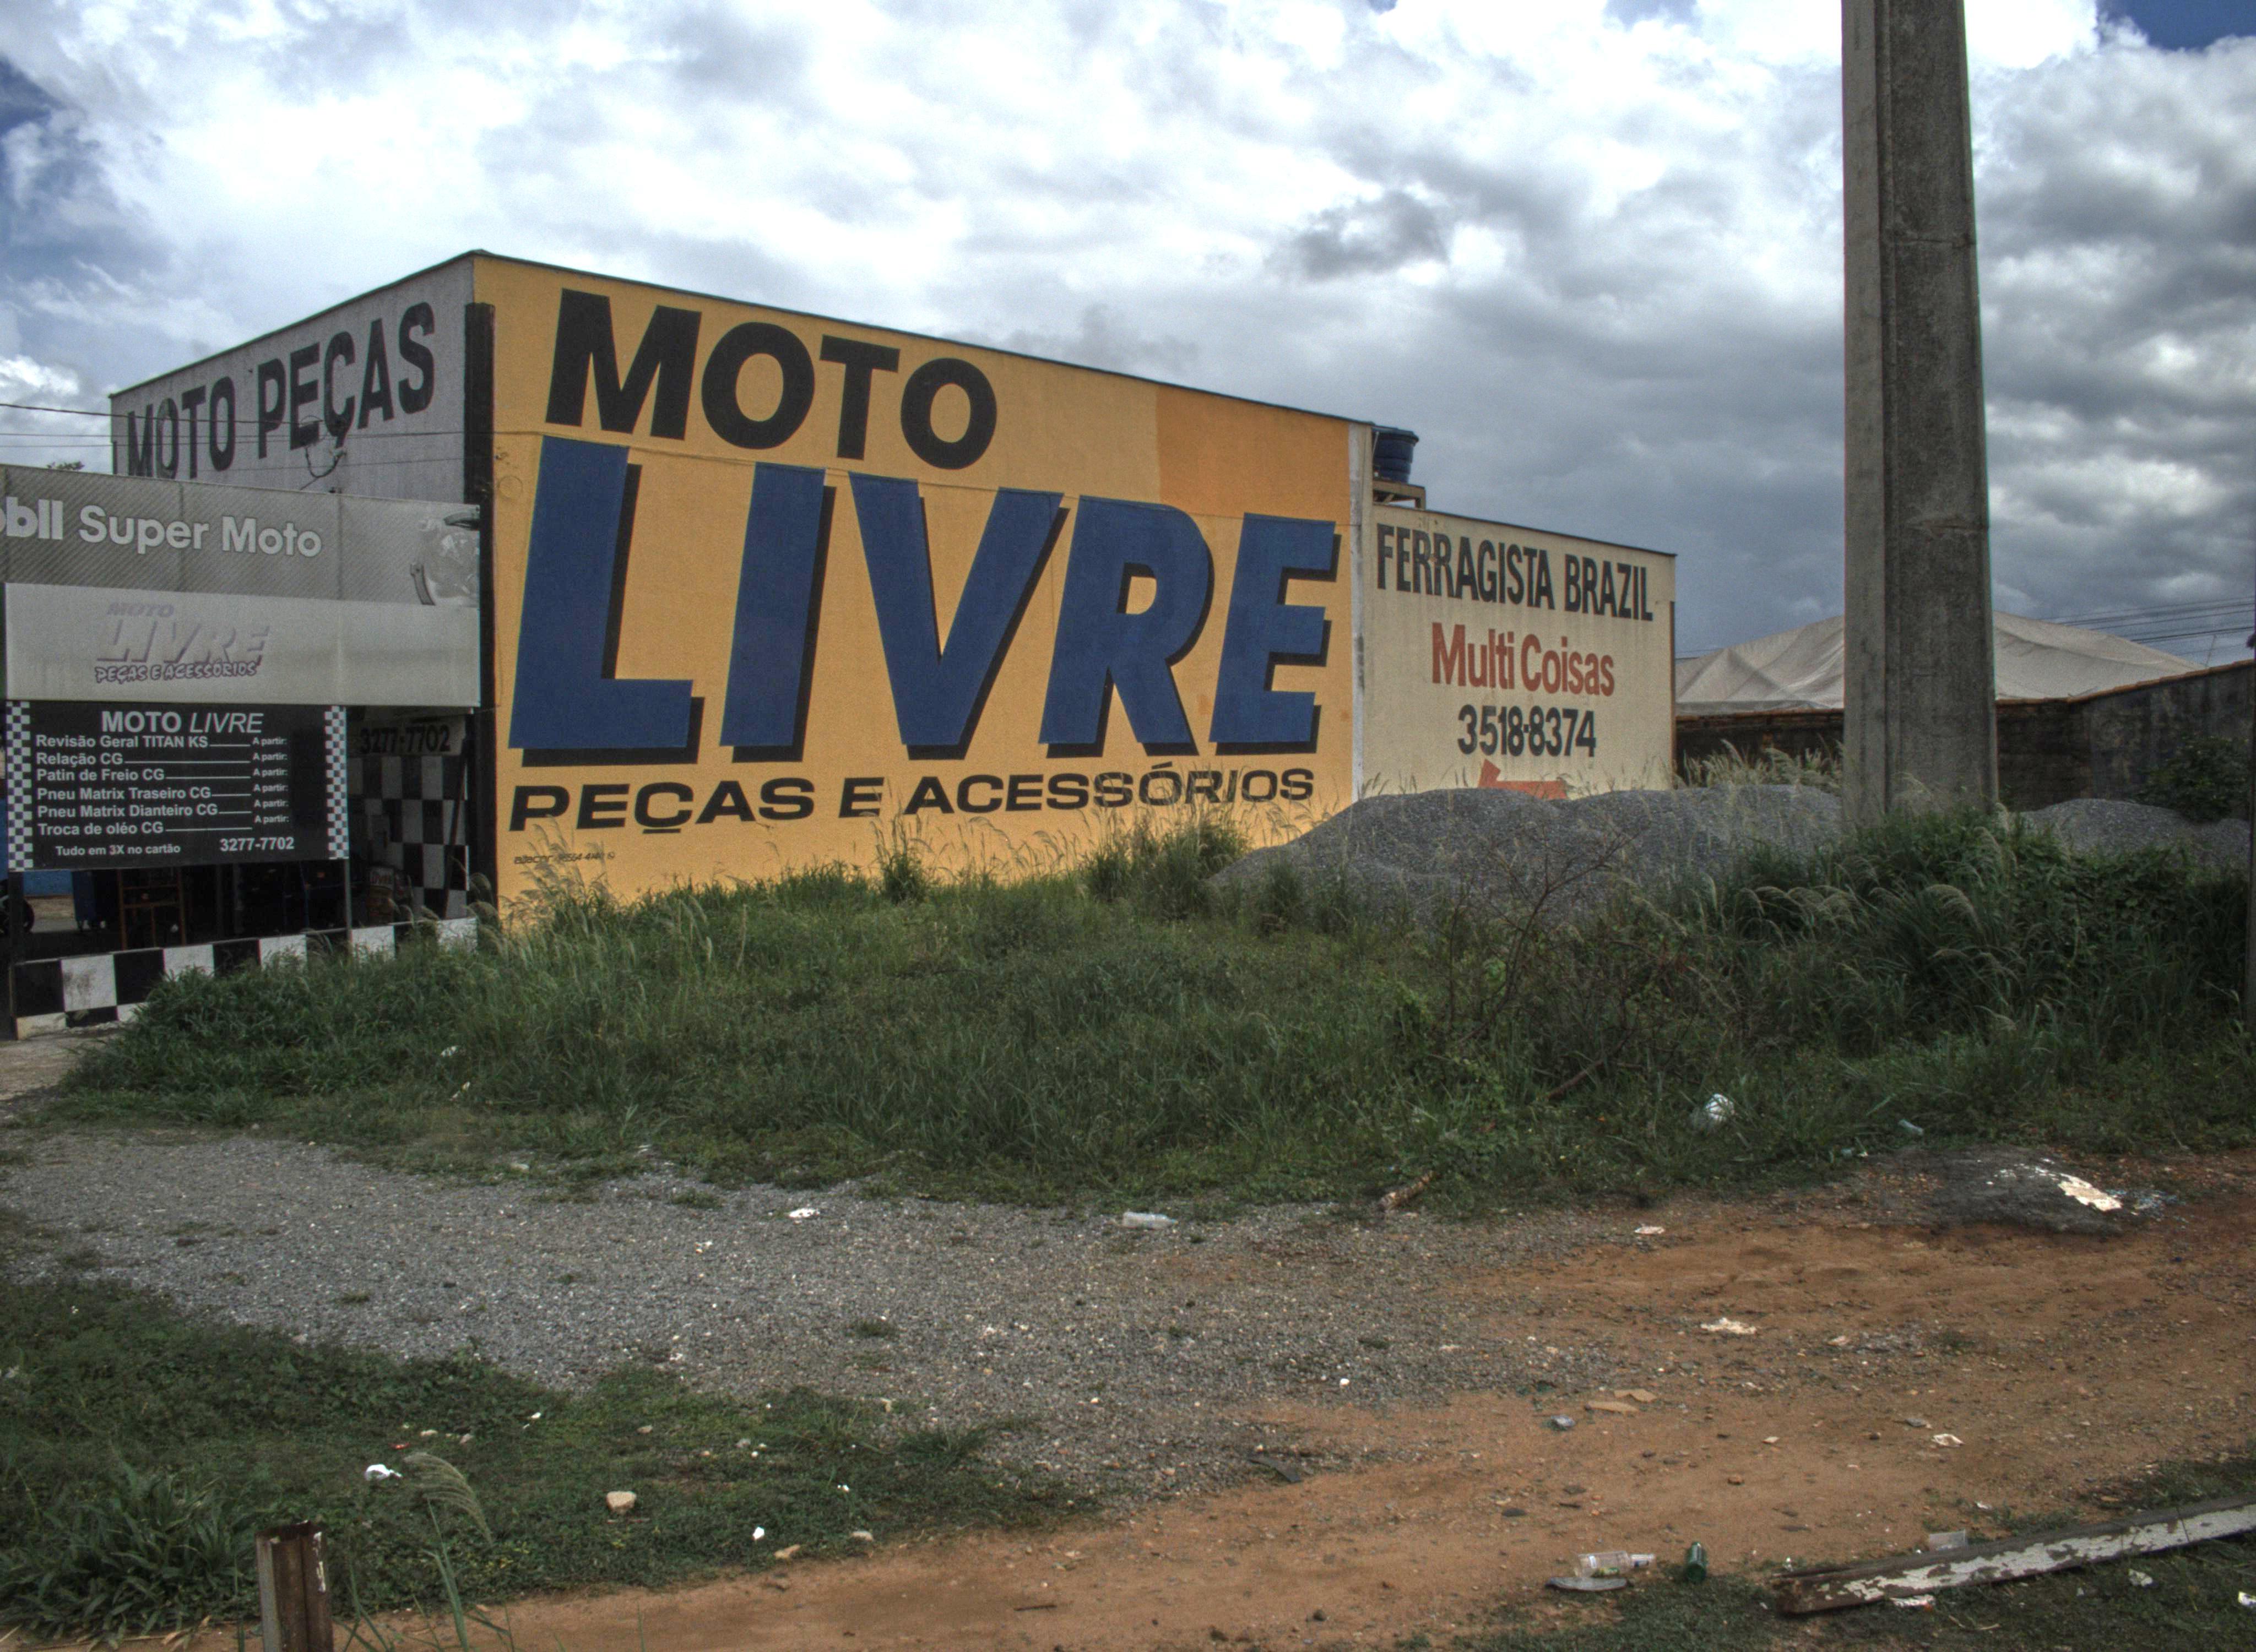 MOTO PEÇAS
obil Super Moto
MOTO
LIVRE
PEÇAS E ACESSÓRIOS
MOTO LIVRE
Revisão Geral TITAN KS A partir:
Relação CG A partir:
Patin de Freio CG A partir:
Pneu Matrix Traseiro CG A partir:
Pneu Matrix Dianteiro CG A partir:
Troca de oléo CG A partir:
Tudo em 3X no cartão 3277-7702
3277-7702
MOTO
LIVRE
PEÇAS E ACESSÓRIOS
FERRAGISTA BRAZIL
Multi Coisas
3518-8374